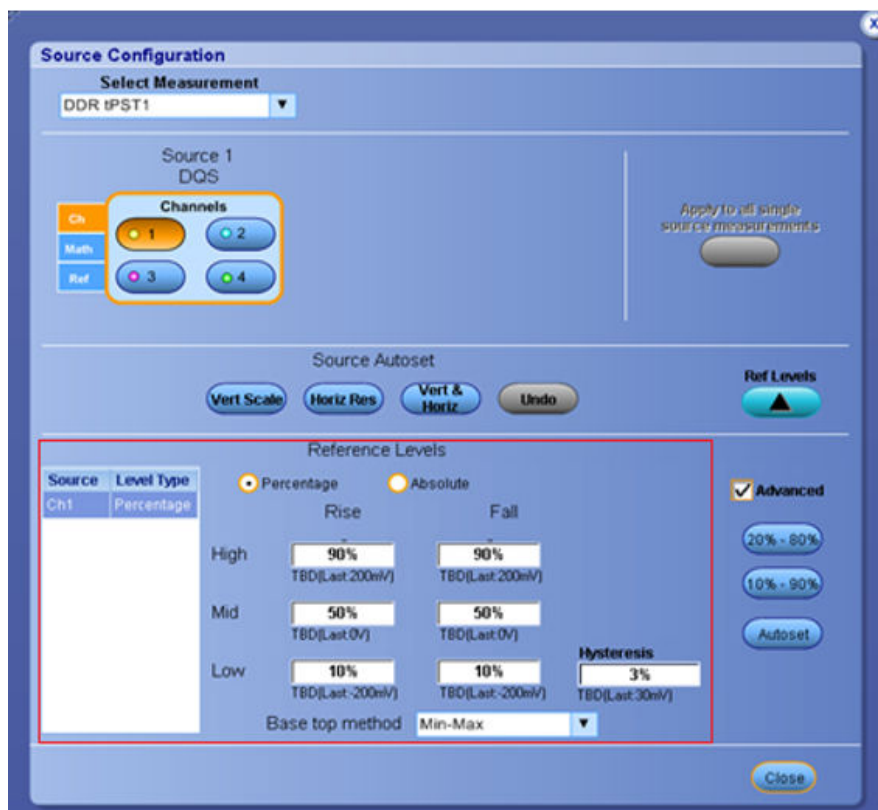 X
Source Configuration
Select Measurement
DDR tPST1
Source 1
DQS
Ch
Math
Ref
Channels
1
2
3
4
Apply to all single
source measurements
Source Autoset
Vert Scale
Horiz Res
Vert &
Horiz
Undo
Ref Levels
Reference Levels
Source Level Type
Ch1 Percentage
Percentage
Absolute
Rise Fall
High 90% 90%
TBD(Last:200mV) TBD(Last:200mV)
Mid 50% 50%
TBD(Last:0V) TBD(Last:0V)
Low 10% 10%
TBD(Last:-200mV) TBD(Last:-200mV)
Hysteresis
3%
TBD(Last:30mV)
Base top method Min-Max
Advanced
20% - 80%
10% - 90%
Autoset
Close